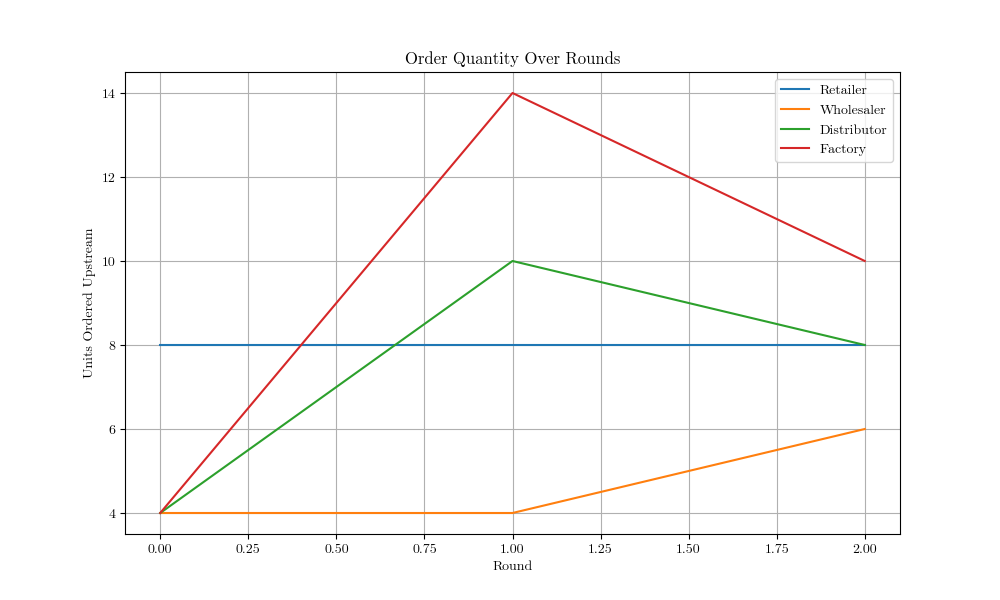 Order Quantity Over Rounds
Retailer
Wholesaler
Distributor
Factory
Units Ordered Upstream
14
12
10
8
6
4
0.00 0.25 0.50 0.75 1.00 1.25 1.50 1.75 2.00
Round